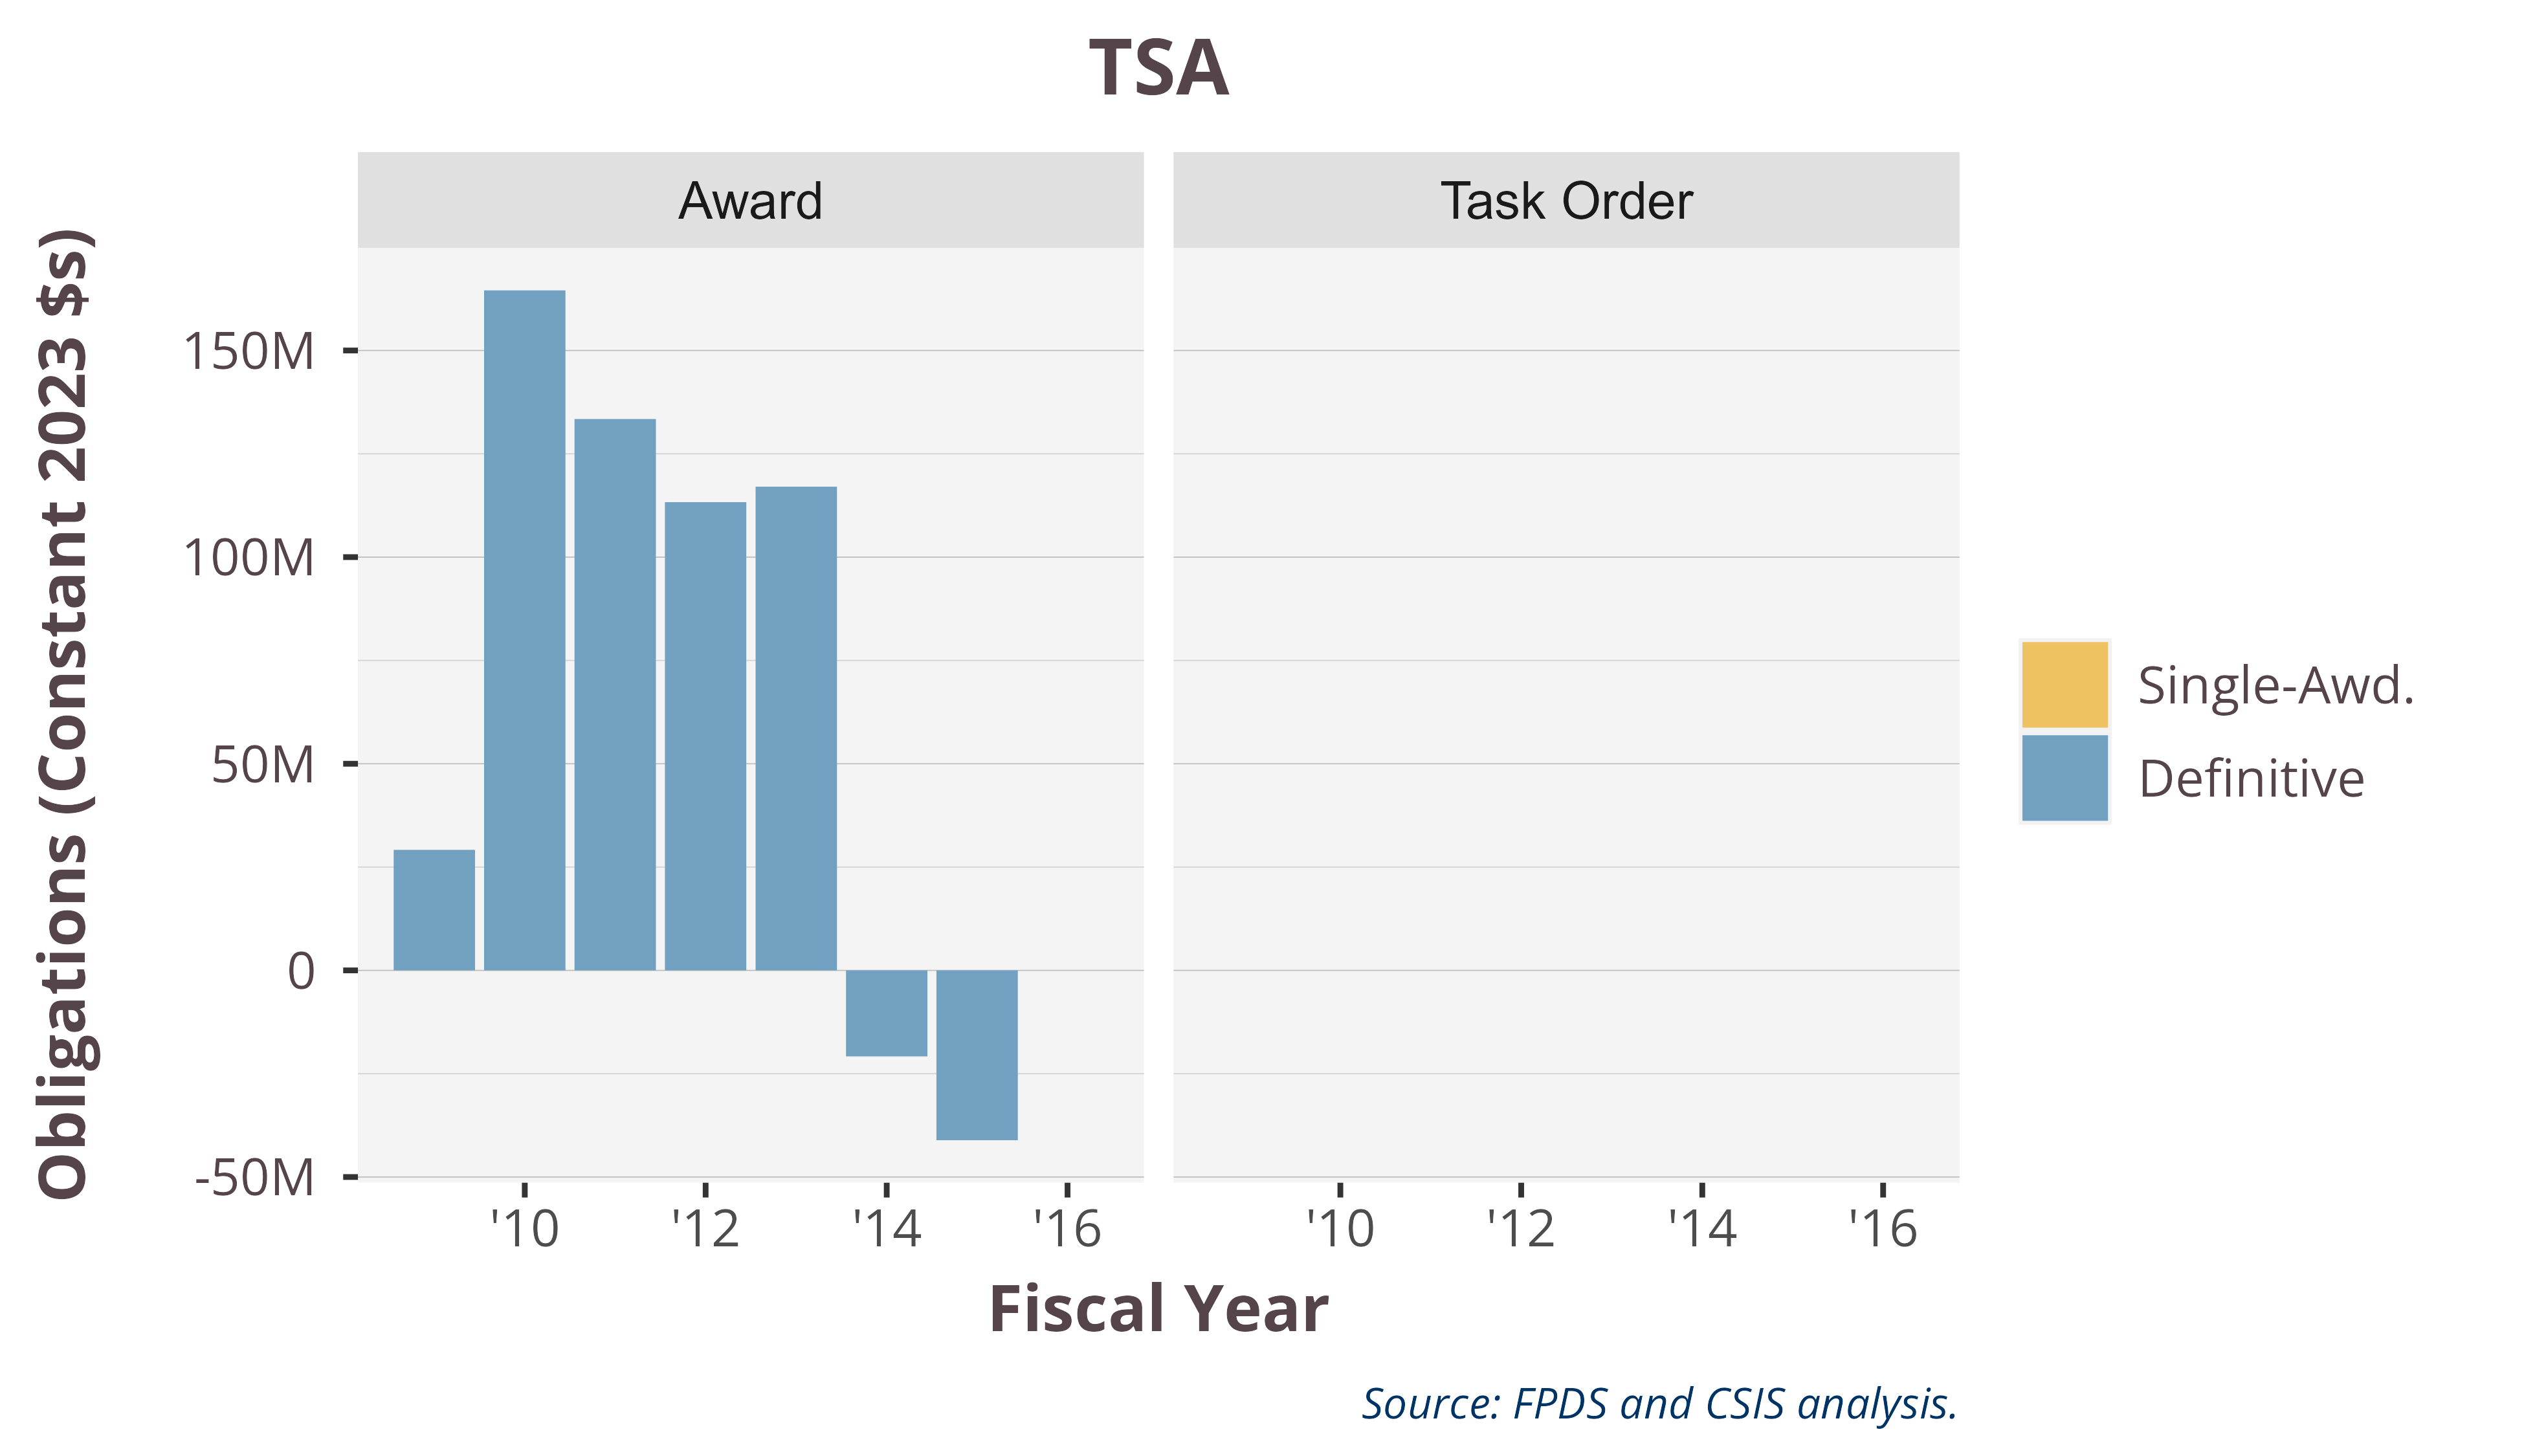 TSA
Award
Task Order
Obligations (Constant 2023 $s)
150M
100M
50M
0
-50M
'10 '12 '14 '16
'10 '12 '14 '16
Fiscal Year
Single-Awd.
Definitive
Source: FPDS and CSIS analysis.